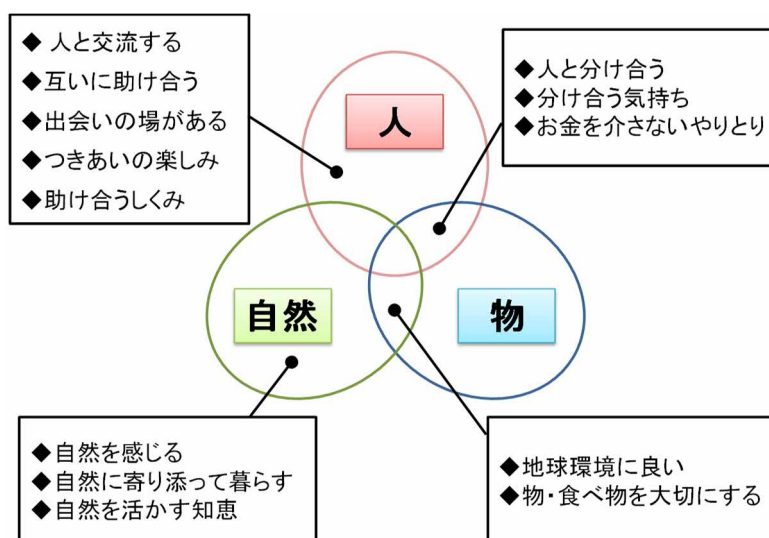 ◆ 人と交流する
◆互いに助け合う
◆出会いの場がある
◆つきあいの楽しみ
◆助け合うしくみ
◆人と分け合う
◆分け合う気持ち
◆お金を介さないやりとり
人
自然
物
◆自然を感じる
◆自然に寄り添って暮らす
◆自然を活かす知恵
◆地球環境に良い
◆物・食べ物を大切にする